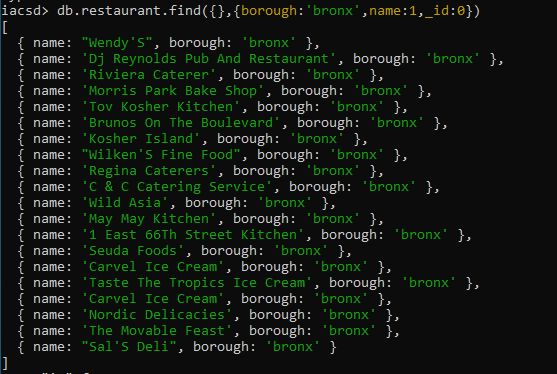 iacsd> db.restaurant.find({},{borough:'bronx',name:1,_id:0})
[
  { name: "Wendy'S", borough: 'bronx' },
  { name: 'Dj Reynolds Pub And Restaurant', borough: 'bronx' },
  { name: 'Riviera Caterer', borough: 'bronx' },
  { name: 'Morris Park Bake Shop', borough: 'bronx' },
  { name: 'Tov Kosher Kitchen', borough: 'bronx' },
  { name: 'Brunos On The Boulevard', borough: 'bronx' },
  { name: 'Kosher Island', borough: 'bronx' },
  { name: "Wilken'S Fine Food", borough: 'bronx' },
  { name: 'Regina Caterers', borough: 'bronx' },
  { name: 'C & C Catering Service', borough: 'bronx' },
  { name: 'Wild Asia', borough: 'bronx' },
  { name: 'May May Kitchen', borough: 'bronx' },
  { name: '1 East 66Th Street Kitchen', borough: 'bronx' },
  { name: 'Seuda Foods', borough: 'bronx' },
  { name: 'Carvel Ice Cream', borough: 'bronx' },
  { name: 'Taste The Tropics Ice Cream', borough: 'bronx' },
  { name: 'Carvel Ice Cream', borough: 'bronx' },
  { name: 'Nordic Delicacies', borough: 'bronx' },
  { name: 'The Movable Feast', borough: 'bronx' },
  { name: "Sal'S Deli", borough: 'bronx' }
]